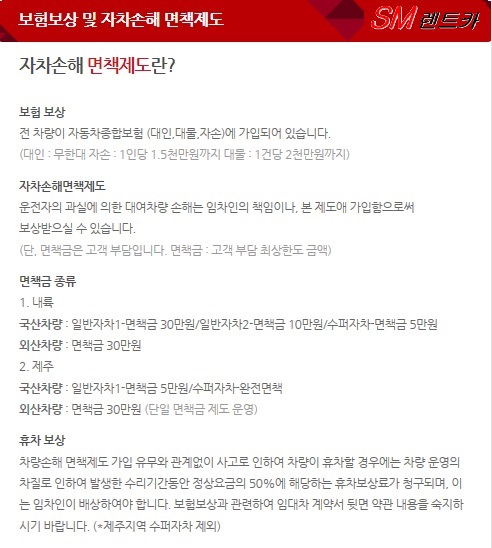 보험보상 및 자차손해 면책제도
SM 렌트카
자차손해 면책제도란?
보험 보상
전 차량이 자동차종합보험 (대인,대물,자손)에 가입되어 있습니다.
(대인 : 무한대 자손 : 1인당 1.5천만원까지 대물 : 1건당 2천만원까지)
자차손해면책제도
운전자의 과실에 의한 대여차량 손해는 임차인의 책임이나, 본 제도애 가입함으로써
보상받으실 수 있습니다.
(단, 면책금은 고객 부담입니다. 면책금 : 고객 부담 최상한도 금액)
면책금 종류
1. 내륙
국산차량 : 일반자차1-면책금 30만원/일반자차2-면책금 10만원/수퍼자차-면책금 5만원
외산차량 : 면책금 30만원
2. 제주
국산차량 : 일반자차1-면책금 5만원/수퍼자차-완전면책
외산차량 : 면책금 30만원 (단일 면책금 제도 운영)
휴차 보상
차량손해 면책제도 가입 유무와 관계없이 사고로 인하여 차량이 휴차할 경우에는 차량 운영의
차질로 인하여 발생한 수리기간동안 정상요금의 50%에 해당하는 휴차보상료가 청구되며, 이
는 임차인이 배상하여야 합니다. 보험보상과 관련하여 임대차 계약서 뒷면 약관 내용을 숙지하
시기 바랍니다. (*제주지역 수퍼자차 제외)